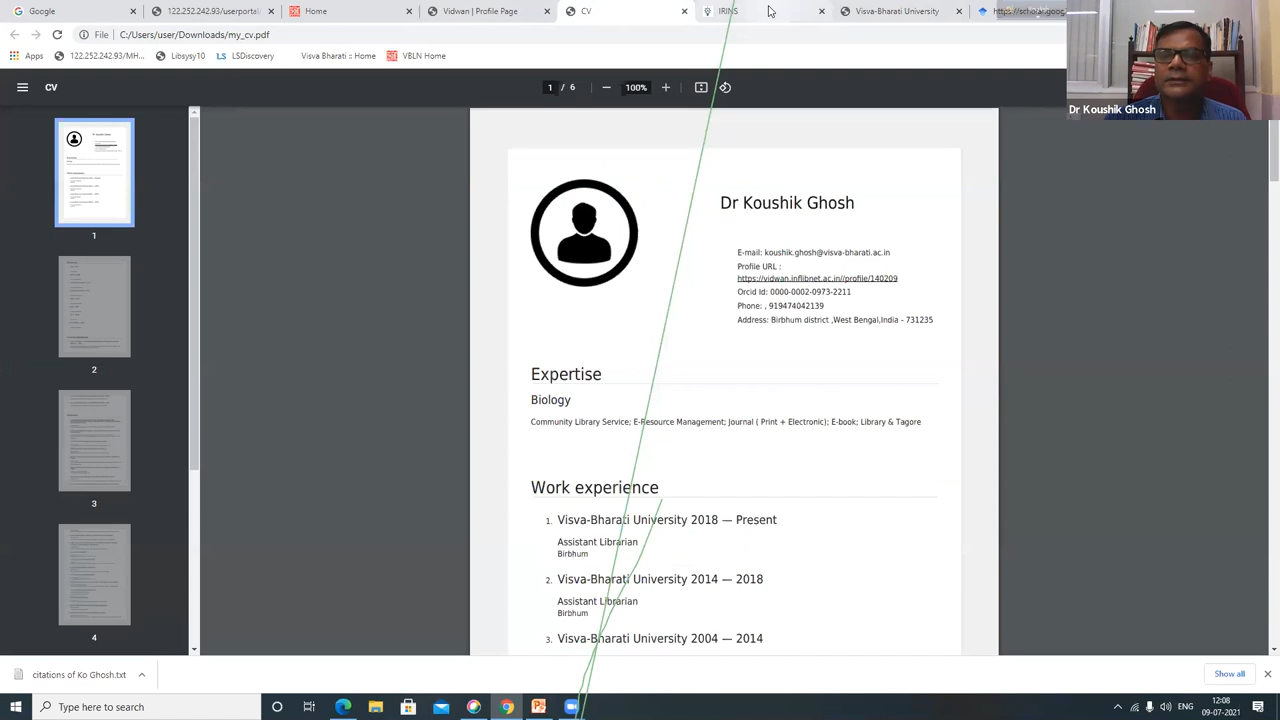 Google
122.252.242.93/userportal/
Home
Vidwan | Profile Page
CV
IRINS
Visva-Bharati University
File
C:/Users/user/Downloads/my_cv.pdf
Apps
122.252.242.93/MH...
Libsysy10
LS LSDiscovery
Visva Bharati :: Home
VBLN Home
Dr Koushik Ghosh
CV
1 / 6
100%
1
2
3
4
Dr Koushik Ghosh
E-mail: koushik.ghosh@visva-bharati.ac.in
Profile URL :
https://vidwan.inflibnet.ac.in//profile/140209
Orcid Id: 0000-0002-0973-2211
Phone: , 919474042139
Address: Birbhum district ,West Bengal,India - 731235
Expertise
Biology
Community Library Service; E-Resource Management; Journal ( Print + Electronic); E-book; Library & Tagore
Work experience
1. Visva-Bharati University 2018 — Present
Assistant Librarian
Birbhum
2. Visva-Bharati University 2014 — 2018
Assistant Librarian
Birbhum
3. Visva-Bharati University 2004 — 2014
citations of Ko Ghosh.txt
Show all
Type here to search
ENG
12:08
09-07-2021